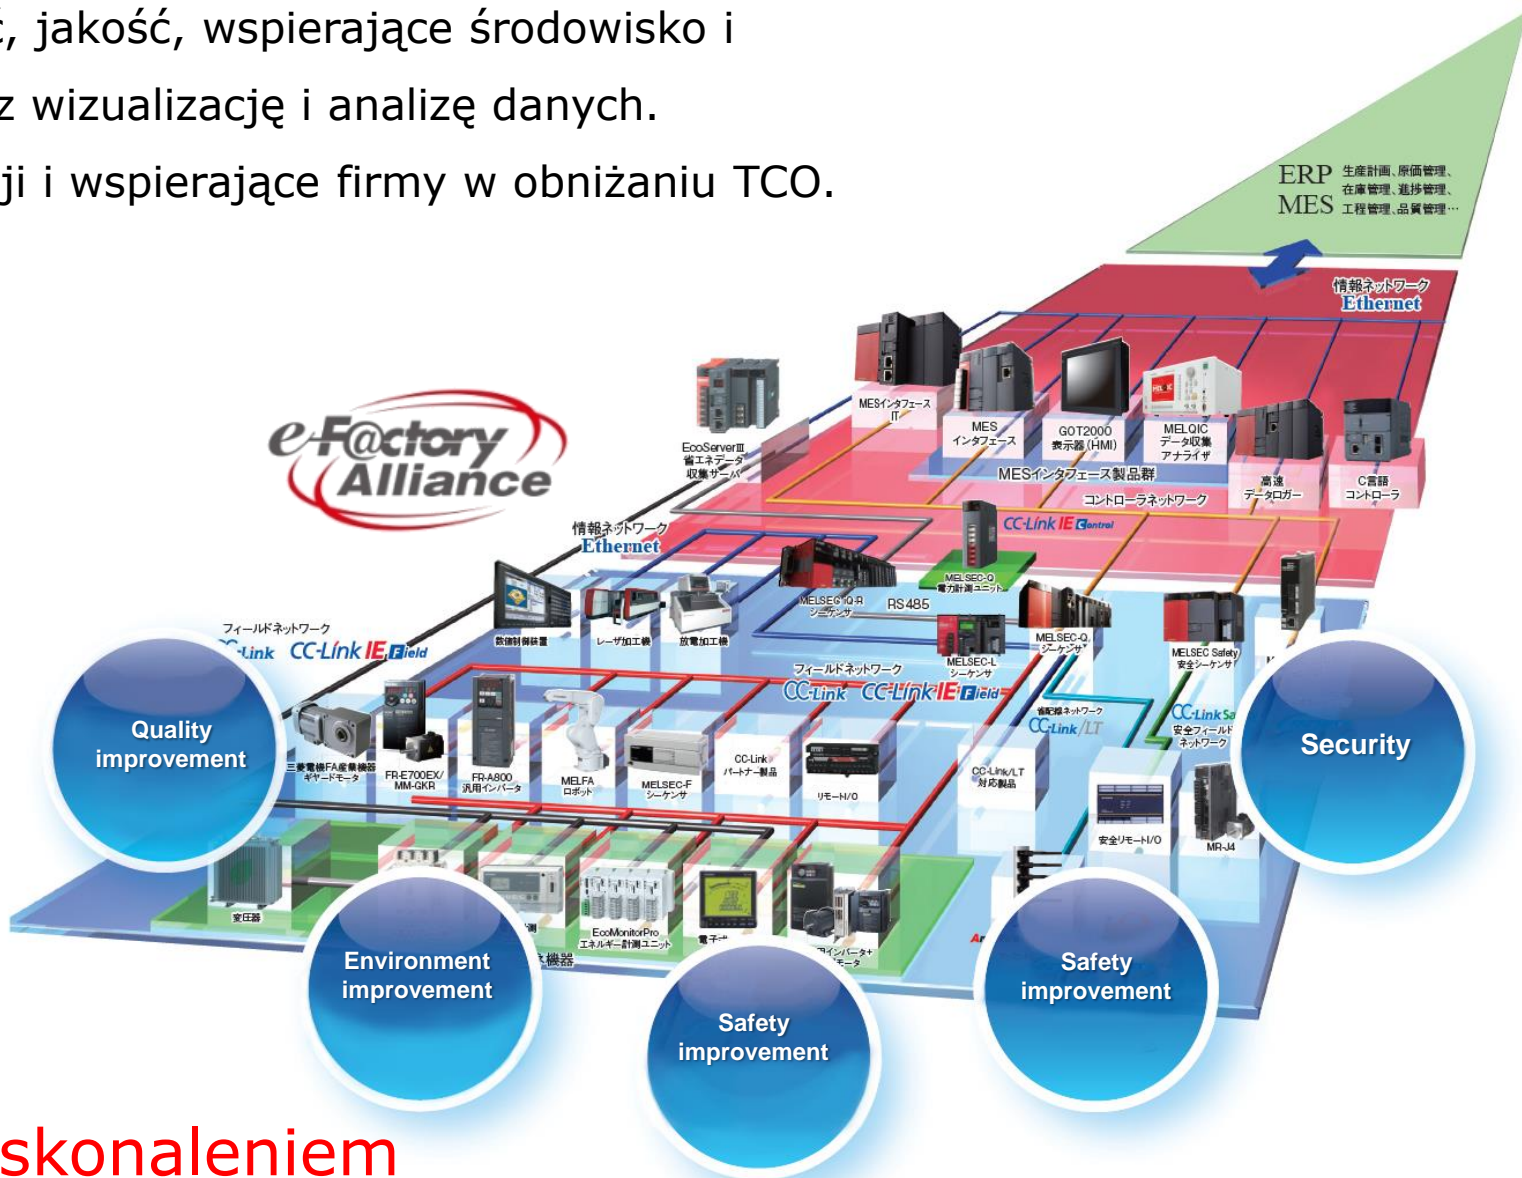 ć, jakość, wspierające środowisko i
z wizualizację i analizę danych.
ji i wspierające firmy w obniżaniu TCO.
ERP
MES
生産計画、原価管理、
在庫管理、進捗管理、
工程管理、品質管理…
情報ネットワーク
Ethernet
e-F@ctory
Alliance
EcoServerⅢ
省エネデータ
収集サーバ
MESインタフェース
IT
MES
インタフェース
GOT2000
表示器(HMI)
MELQIC
データ収集
アナライザ
MESインタフェース製品群
高速
データロガー
C言語
コントローラ
コントローラネットワーク
CC-Link IE Control
情報ネットワーク
Ethernet
MELSEC-Q
電力計測ユニット
数値制御装置
レーザ加工機
放電加工機
MELSEC iQ-R
シーケンサ
RS485
MELSEC-L
シーケンサ
MELSEC-Q
シーケンサ
MELSEC Safety
安全シーケンサ
フィールドネットワーク
-Link CC-Link IE Field
フィールドネットワーク
CC-Link CC-Link IE Field
省配線ネットワーク
CC-Link/LT
CC-Link Sa
安全フィールド
ネットワーク
Quality
improvement
三菱電機FA産業機器
ギヤードモータ
FR-E700EX/
MM-GKR
FR-A800
汎用インバータ
MELFA
ロボット
MELSEC-F
シーケンサ
CC-Link
パートナー製品
リモートI/O
CC-Link/LT
対応製品
安全リモートI/O
MR-J4
Security
変圧器
EcoMonitorPro
エネルギー計測ユニット
機器
Environment
improvement
Safety
improvement
Safety
improvement
skonaleniem